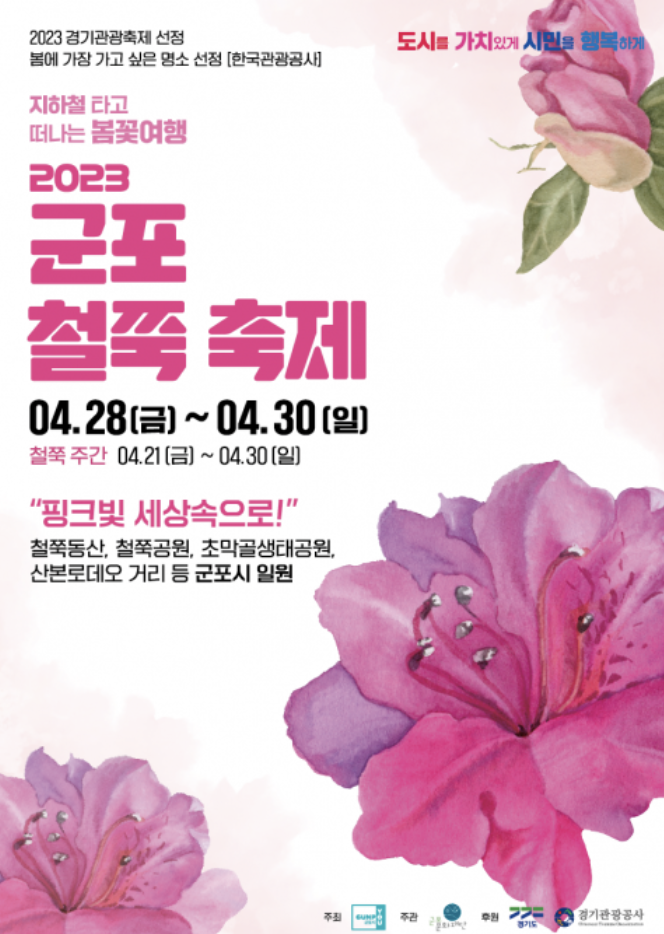 2023 경기관광축제 선정
봄에 가장 가고 싶은 명소 선정 [한국관광공사]
도시를 가치있게 시민을 행복하게
지하철 타고
떠나는 봄꽃여행
2023
군포
철쭉 축제
04.28(금) ~ 04.30(일)
철쭉 주간 04.21(금) ~ 04.30(일)
“핑크빛 세상속으로!”
철쭉동산, 철쭉공원, 초막골생태공원,
산본로데오 거리 등 군포시 일원
주최 주관 후원 경기도 경기관광공사